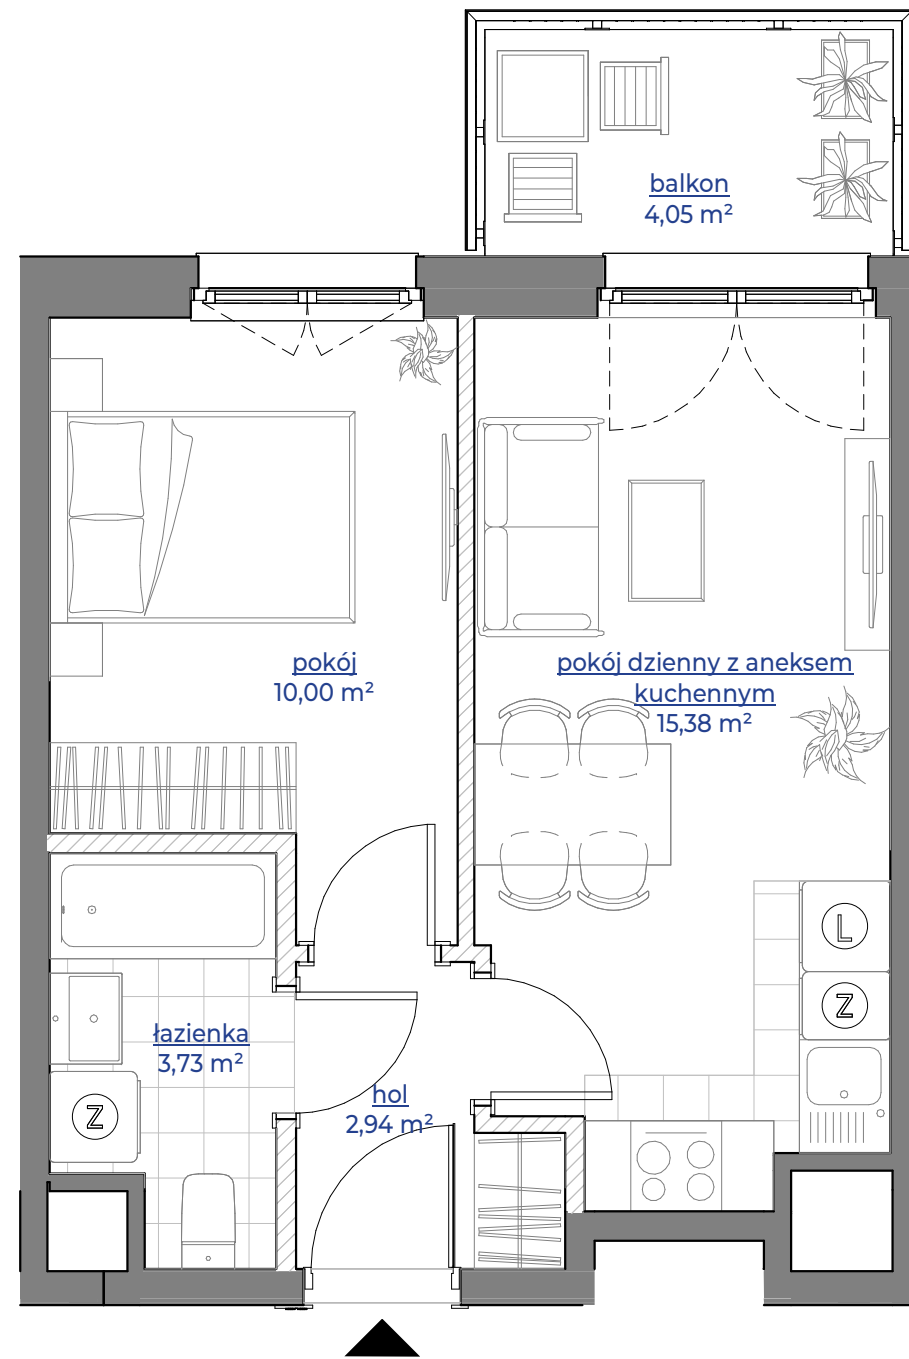 balkon
4,05 m²
pokój
10,00 m²
pokój dzienny z aneksem
kuchennym
15,38 m²
L
Z
łazienka
3,73 m²
hol
2,94 m²
Z